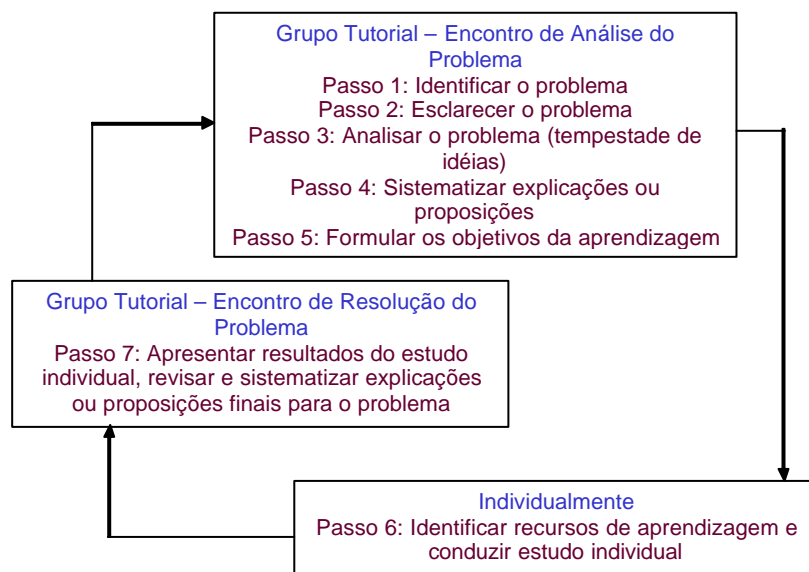 Grupo Tutorial – Encontro de Análise do
Problema
Passo 1: Identificar o problema
Passo 2: Esclarecer o problema
Passo 3: Analisar o problema (tempestade de
idéias)
Passo 4: Sistematizar explicações ou
proposições
Passo 5: Formular os objetivos da aprendizagem
Grupo Tutorial – Encontro de Resolução do
Problema
Passo 7: Apresentar resultados do estudo
individual, revisar e sistematizar explicações
ou proposições finais para o problema
Individualmente
Passo 6: Identificar recursos de aprendizagem e
conduzir estudo individual